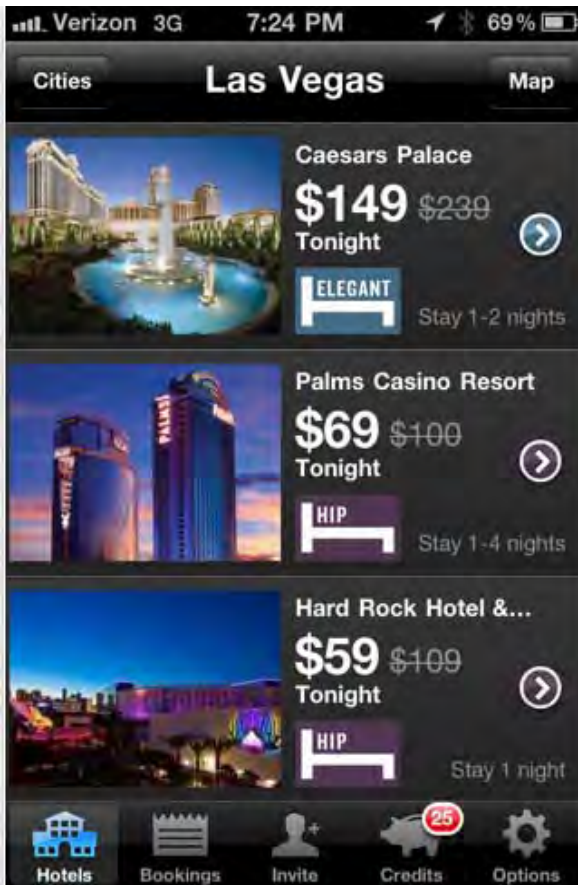 Verizon 3G 7:24 PM 69%
Cities Las Vegas Map
Caesars Palace
$149 $239
Tonight
ELEGANT
Stay 1-2 nights
PALMS
Palms Casino Resort
$69 $100
Tonight
HIP
Stay 1-4 nights
Hard Rock Hotel &...
$59 $109
Tonight
HIP
Stay 1 night
25
Hotels Bookings Invite Credits Options